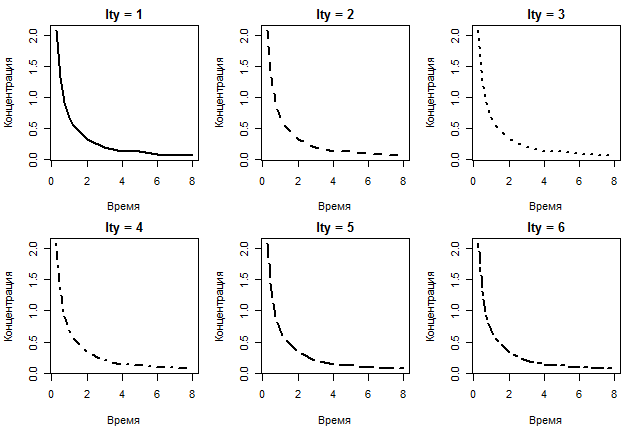 lty = 1
Концентрация
0.0 0.5 1.0 1.5 2.0
0 2 4 6 8
Время
lty = 2
Концентрация
0.0 0.5 1.0 1.5 2.0
0 2 4 6 8
Время
lty = 3
Концентрация
0.0 0.5 1.0 1.5 2.0
0 2 4 6 8
Время
lty = 4
Концентрация
0.0 0.5 1.0 1.5 2.0
0 2 4 6 8
Время
lty = 5
Концентрация
0.0 0.5 1.0 1.5 2.0
0 2 4 6 8
Время
lty = 6
Концентрация
0.0 0.5 1.0 1.5 2.0
0 2 4 6 8
Время